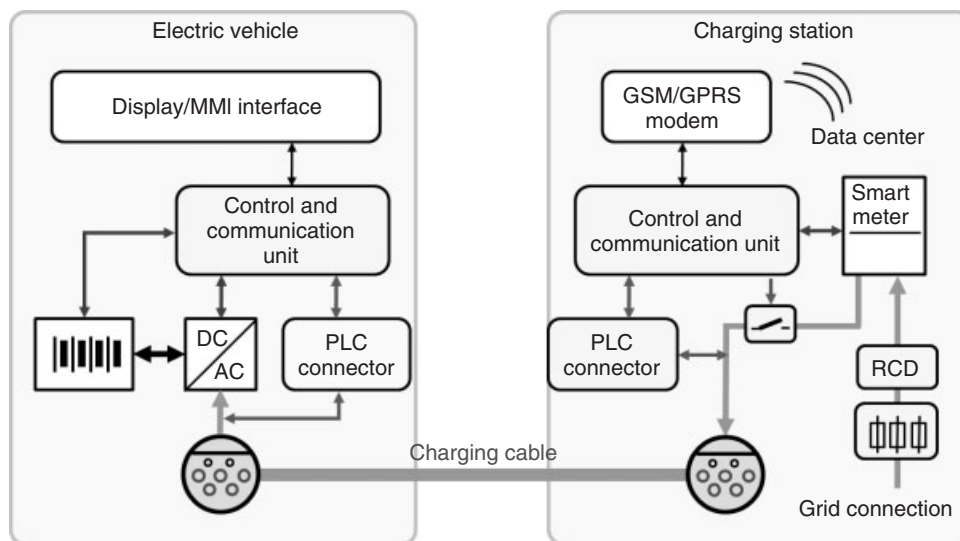 Electric vehicle
Display/MMI interface
Control and
communication
unit
DC
AC
PLC
connector
Charging cable
Charging station
GSM/GPRS
modem
Data center
Control and
communication unit
Smart
meter
PLC
connector
RCD
Grid connection